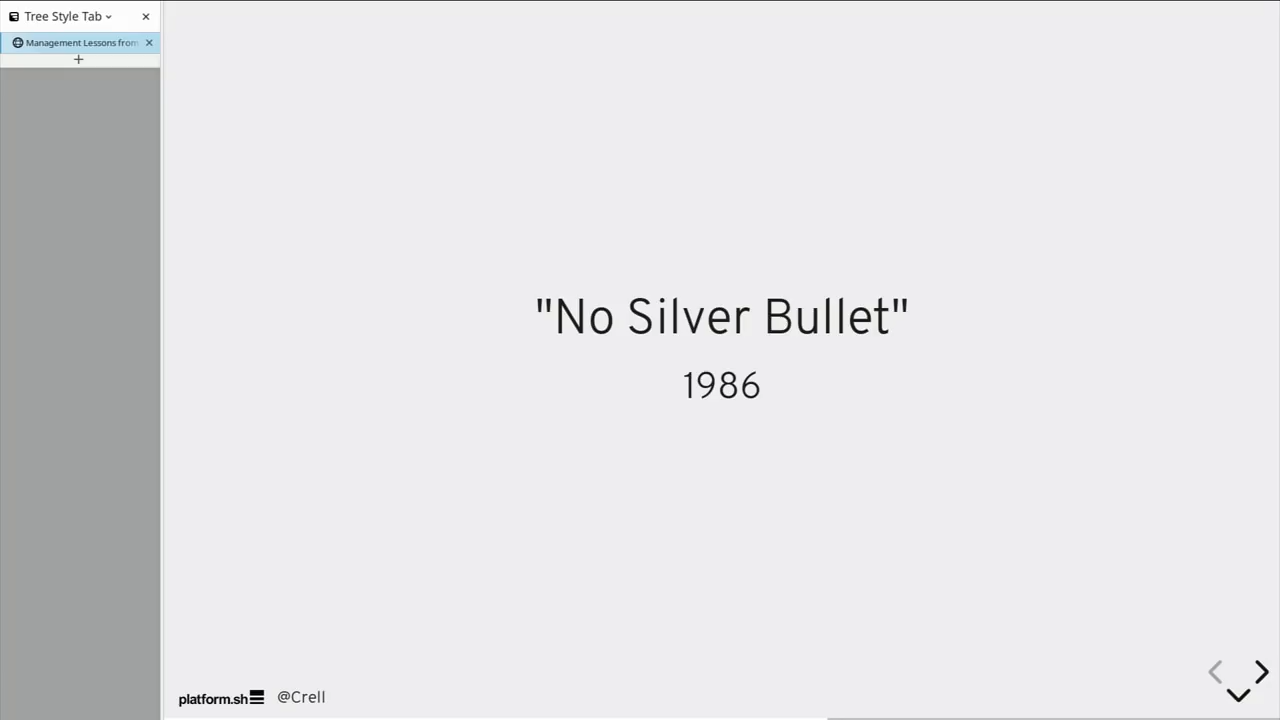 Tree Style Tab
Management Lessons from
"No Silver Bullet"
1986
platform.sh @Crell